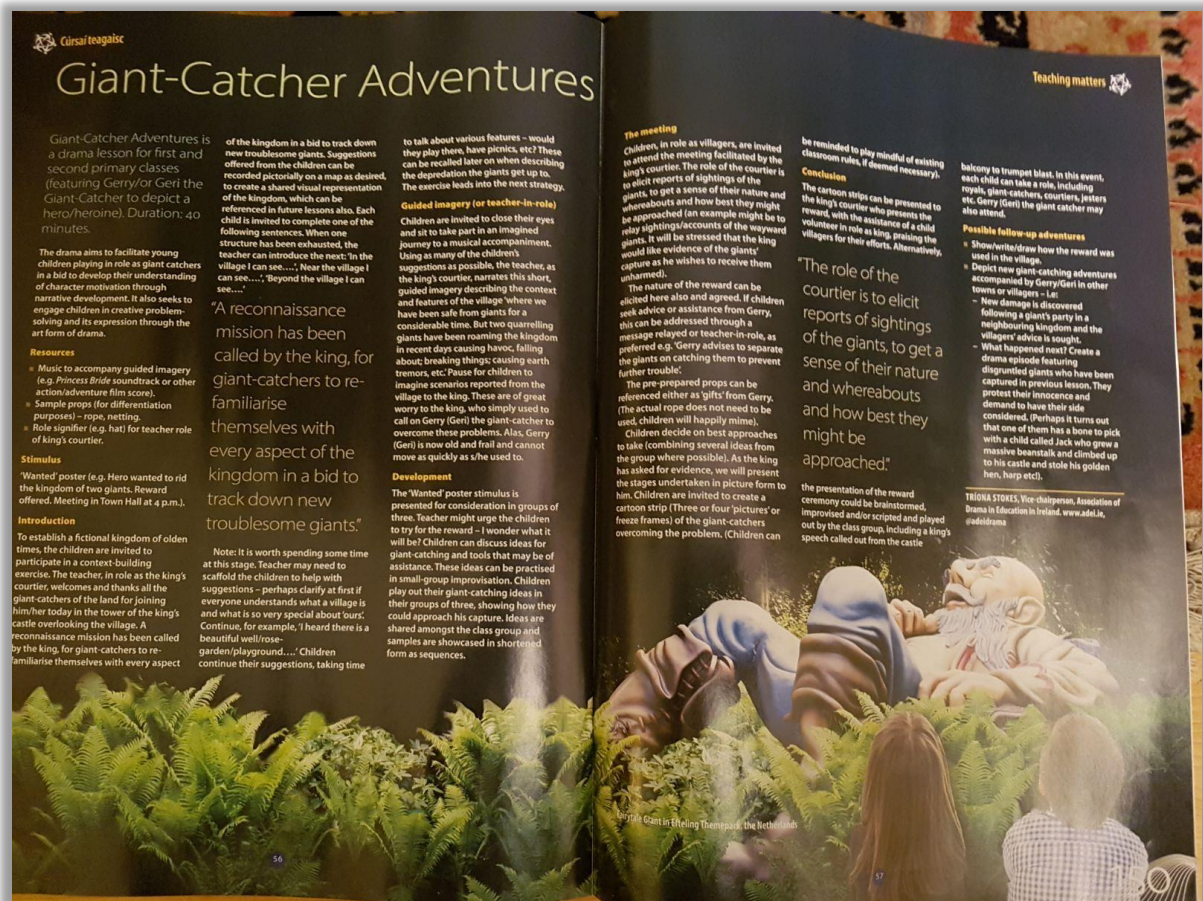 Cúrsaí teagaisc
Giant-Catcher Adventures
Giant-Catcher Adventures is
a drama lesson for first and
second primary classes
(featuring Gerry/or Geri the
Giant-Catcher to depict a
hero/heroine). Duration: 40
minutes.
The drama aims to facilitate young
children playing in role as giant catchers
in a bid to develop their understanding
of character motivation through
narrative development. It also seeks to
engage children in creative problem-
solving and its expression through the
art form of drama.
Resources
Music to accompany guided imagery
(e.g. Princess Bride soundtrack or other
action/adventure film score).
Sample props (for differentiation
purposes) – rope, netting.
Role signifier (e.g. hat) for teacher role
of king's courtier.
Stimulus
'Wanted' poster (e.g. Hero wanted to rid
the kingdom of two giants. Reward
offered. Meeting in Town Hall at 4 p.m.).
Introduction
To establish a fictional kingdom of olden
times, the children are invited to
participate in a context-building
exercise. The teacher, in role as the king's
courtier, welcomes and thanks all the
giant-catchers of the land for joining
him/her today in the tower of the king's
castle overlooking the village. A
reconnaissance mission has been called
by the king, for giant-catchers to re-
familiarise themselves with every aspect
of the kingdom in a bid to track down
new troublesome giants. Suggestions
offered from the children can be
recorded pictorially on a map as desired,
to create a shared visual representation
of the kingdom, which can be
referenced in future lessons also. Each
child is invited to complete one of the
following sentences. When one
structure has been exhausted, the
teacher can introduce the next: 'In the
village I can see….', Near the village I
can see….', 'Beyond the village I can
see….'
"A reconnaissance
mission has been
called by the king, for
giant-catchers to re-
familiarise
themselves with
every aspect of the
kingdom in a bid to
track down new
troublesome giants."
Note: It is worth spending some time
at this stage. Teacher may need to
scaffold the children to help with
suggestions – perhaps clarify at first if
everyone understands what a village is
and what is so very special about 'ours'.
Continue, for example, 'I heard there is a
beautiful well/rose-
garden/playground….' Children
continue their suggestions, taking time
to talk about various features – would
they play there, have picnics, etc? These
can be recalled later on when describing
the depredation the giants get up to.
The exercise leads into the next strategy.
Guided imagery (or teacher-in-role)
Children are invited to close their eyes
and sit to take part in an imagined
journey to a musical accompaniment.
Using as many of the children's
suggestions as possible, the teacher, as
the king's courtier, narrates this short,
guided imagery describing the context
and features of the village 'where we
have been safe from giants for a
considerable time. But two quarrelling
giants have been roaming the kingdom
in recent days causing havoc, falling
about; breaking things; causing earth
tremors, etc.' Pause for children to
imagine scenarios reported from the
village to the king. These are of great
worry to the king, who simply used to
call on Gerry (Geri) the giant-catcher to
overcome these problems. Alas, Gerry
(Geri) is now old and frail and cannot
move as quickly as s/he used to.
Development
The 'Wanted' poster stimulus is
presented for consideration in groups of
three. Teacher might urge the children
to try for the reward – I wonder what it
will be? Children can discuss ideas for
giant-catching and tools that may be of
assistance. These ideas can be practised
in small-group improvisation. Children
play out their giant-catching ideas in
their groups of three, showing how they
could approach his capture. Ideas are
shared amongst the class group and
samples are showcased in shortened
form as sequences.
56
Teaching matters
The meeting
Children, in role as villagers, are invited
to attend the meeting facilitated by the
king's courtier. The role of the courtier is
to elicit reports of sightings of the
giants, to get a sense of their nature and
whereabouts and how best they might
be approached (an example might be to
relay sightings/accounts of the wayward
giants. It will be stressed that the king
would like evidence of the giants'
capture as he wishes to receive them
unharmed).
The nature of the reward can be
elicited here also and agreed. If children
seek advice or assistance from Gerry,
this can be addressed through a
message relayed or teacher-in-role, as
preferred e.g. 'Gerry advises to separate
the giants on catching them to prevent
further trouble'.
The pre-prepared props can be
referenced either as 'gifts' from Gerry.
(The actual rope does not need to be
used, children will happily mime).
Children decide on best approaches
to take (combining several ideas from
the group where possible). As the king
has asked for evidence, we will present
the stages undertaken in picture form to
him. Children are invited to create a
cartoon strip (Three or four 'pictures' or
freeze frames) of the giant-catchers
overcoming the problem. (Children can
be reminded to play mindful of existing
classroom rules, if deemed necessary).
Conclusion
The cartoon strips can be presented to
the king's courtier who presents the
reward, with the assistance of a child
volunteer in role as king, praising the
villagers for their efforts. Alternatively,
"The role of the
courtier is to elicit
reports of sightings
of the giants, to get a
sense of their nature
and whereabouts
and how best they
might be
approached."
the presentation of the reward
ceremony could be brainstormed,
improvised and/or scripted and played
out by the class group, including a king's
speech called out from the castle
balcony to trumpet blast. In this event,
each child can take a role, including
royals, giant-catchers, courtiers, jesters
etc. Gerry (Geri) the giant catcher may
also attend.
Possible follow-up adventures
Show/write/draw how the reward was
used in the village.
Depict new giant-catching adventures
accompanied by Gerry/Geri in other
towns or villages – i.e:
– New damage is discovered
following a giant's party in a
neighbouring kingdom and the
villagers' advice is sought.
– What happened next? Create a
drama episode featuring
disgruntled giants who have been
captured in previous lesson. They
protest their innocence and
demand to have their side
considered. (Perhaps it turns out
that one of them has a bone to pick
with a child called Jack who grew a
massive beanstalk and climbed up
to his castle and stole his golden
hen, harp etc!).
TRÍONA STOKES, Vice-chairperson, Association of
Drama in Education in Ireland. www.adei.ie,
@adeidrama
Fairytale Giant in Efteling Themepark, the Netherlands
57
150